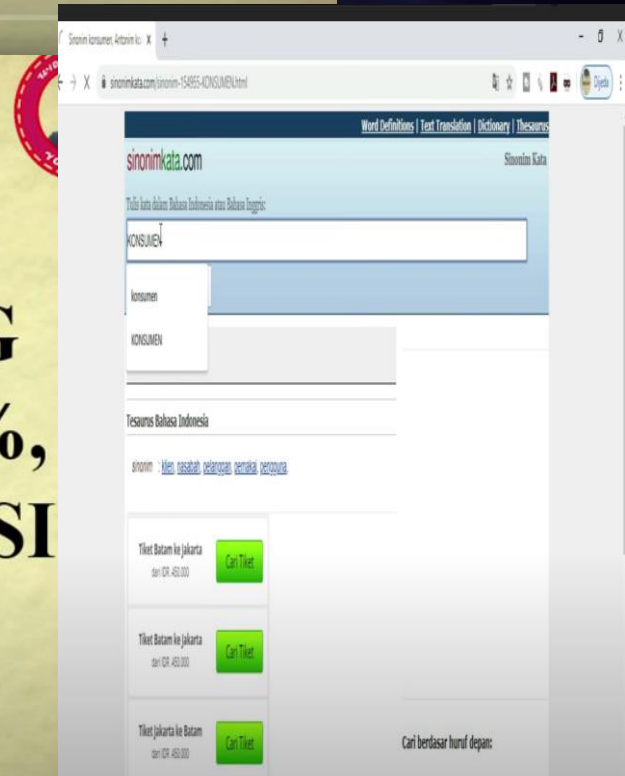 Sinonim konsumen, Antonim ko
sinonimkata.com/sinonim-154955-KONSUMEN.html
Dijeda
Word Definitions | Text Translation | Dictionary | Thesaurus
sinonimkata.com
Sinonim Kata
Tulis kata dalam Bahasa Indonesia atau Bahasa Inggris:
KONSUMEN
konsumen
KONSUMEN
Tesaurus Bahasa Indonesia
sinonim : klien, nasabah, pelanggan, pemakai, pengguna,
Tiket Batam ke Jakarta
dari IDR. 450.000
Cari Tiket
Tiket Batam ke Jakarta
dari IDR. 450.000
Cari Tiket
Tiket Jakarta ke Batam
dari IDR. 450.000
Cari Tiket
Cari berdasar huruf depan:
G
%,
SI